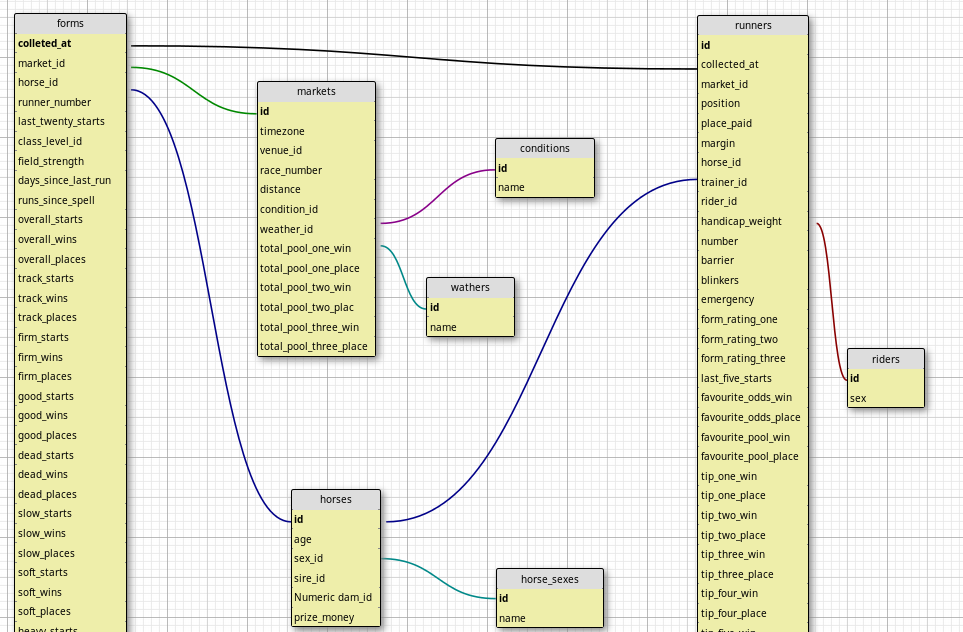 forms
colleted_at
market_id
horse_id
runner_number
last_twenty_starts
class_level_id
field_strength
days_since_last_run
runs_since_spell
overall_starts
overall_wins
overall_places
track_starts
track_wins
track_places
firm_starts
firm_wins
firm_places
good_starts
good_wins
good_places
dead_starts
dead_wins
dead_places
slow_starts
slow_wins
slow_places
soft_starts
soft_wins
soft_places
heavy_starts
markets
id
timezone
venue_id
race_number
distance
condition_id
weather_id
total_pool_one_win
total_pool_one_place
total_pool_two_win
total_pool_two_plac
total_pool_three_win
total_pool_three_place
conditions
id
name
wathers
id
name
horses
id
age
sex_id
sire_id
Numeric dam_id
prize_money
horse_sexes
id
name
runners
id
collected_at
market_id
position
place_paid
margin
horse_id
trainer_id
rider_id
handicap_weight
number
barrier
blinkers
emergency
form_rating_one
form_rating_two
form_rating_three
last_five_starts
favourite_odds_win
favourite_odds_place
favourite_pool_win
favourite_pool_place
tip_one_win
tip_one_place
tip_two_win
tip_two_place
tip_three_win
tip_three_place
tip_four_win
tip_four_place
tip_five_win
riders
id
sex